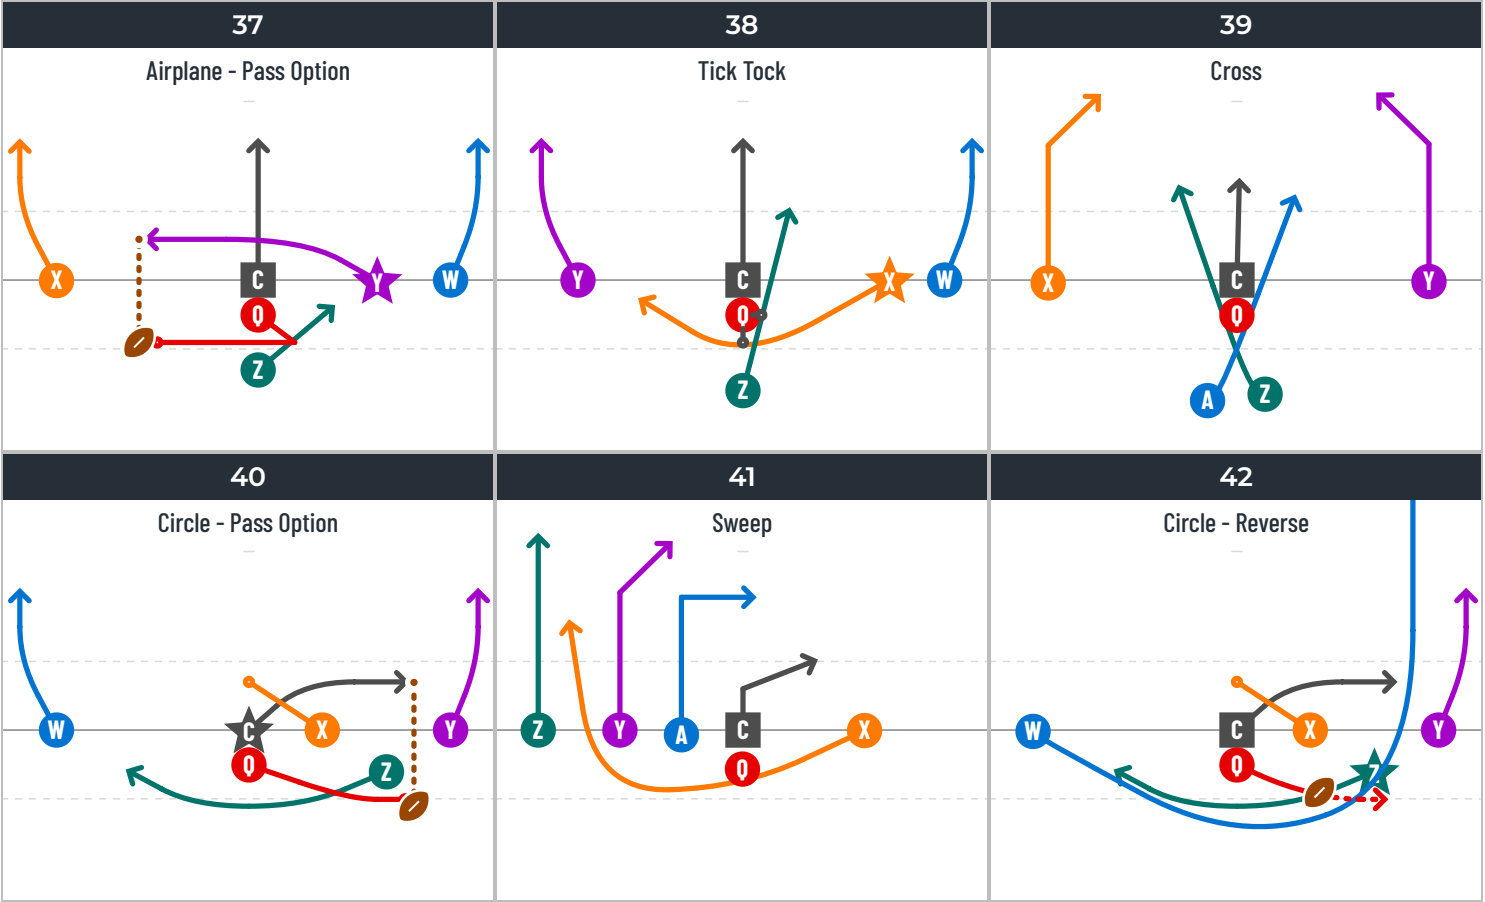 37
Airplane - Pass Option
X
C
Y
W
Q
Z
38
Tick Tock
Y
C
X
W
Q
Z
39
Cross
X
C
Y
Q
A
Z
40
Circle - Pass Option
W
C
X
Y
Q
Z
41
Sweep
Z
Y
A
C
X
Q
42
Circle - Reverse
W
C
X
Y
Q
Z